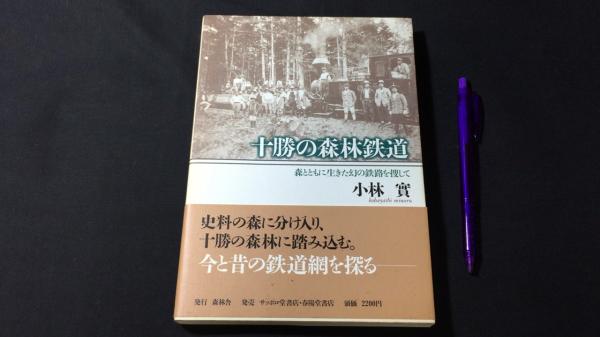 十勝の森林鉄道
森とともに生きた幻の鉄路を捜して
小林 實
kobayashi minoru
史料の森に分け入り、
十勝の森林に踏み込む。
今と昔の鉄道網を探る――
発行 森林舎 発売 サッポロ堂書店・春陽堂書店 頒価 2200円